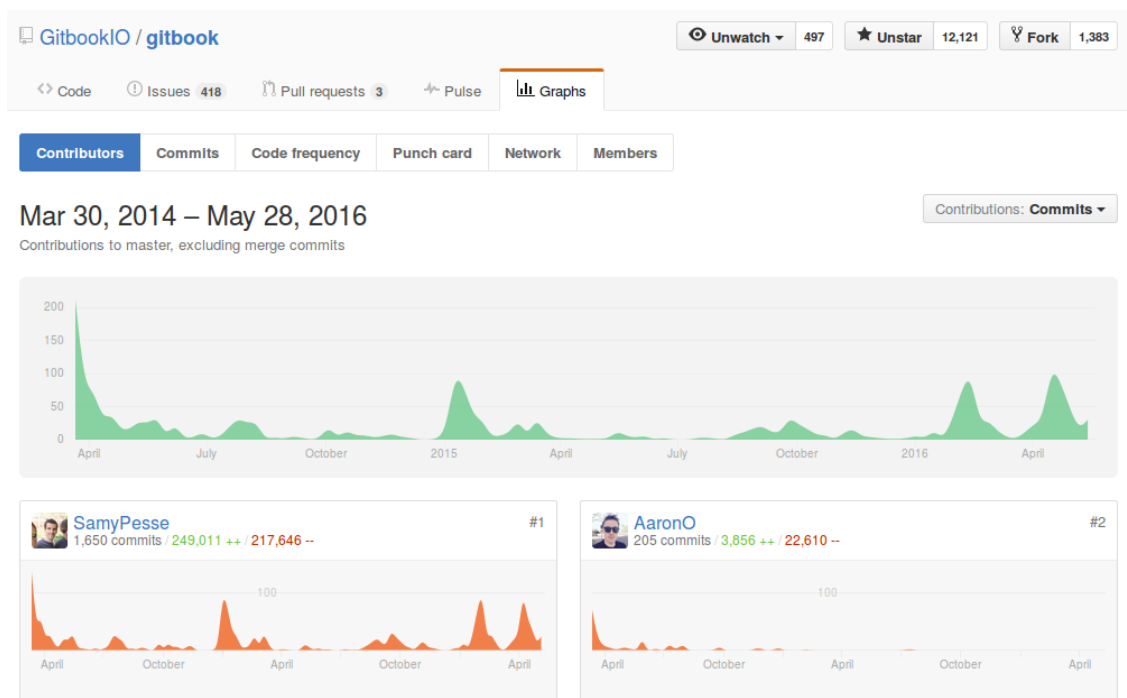 GitbookIO / gitbook
Unwatch 497 Unstar 12,121 Fork 1,383
Code Issues 418 Pull requests 3 Pulse Graphs
Contributors Commits Code frequency Punch card Network Members
Mar 30, 2014 – May 28, 2016
Contributions: Commits
Contributions to master, excluding merge commits
200
150
100
50
0
April July October 2015 April July October 2016 April
SamyPesse #1
1,650 commits / 249,011 ++ / 217,646 --
100
April October April October April
AaronO #2
205 commits / 3,856 ++ / 22,610 --
100
April October April October April